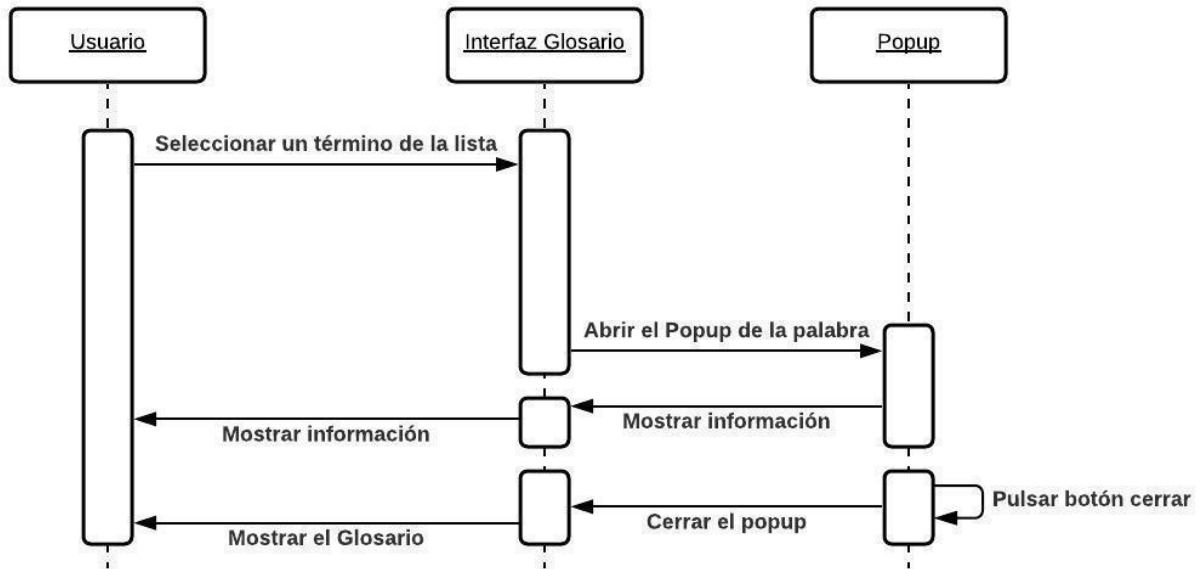 Usuario
Interfaz Glosario
Popup
Seleccionar un término de la lista
Abrir el Popup de la palabra
Mostrar información
Mostrar información
Pulsar botón cerrar
Cerrar el popup
Mostrar el Glosario